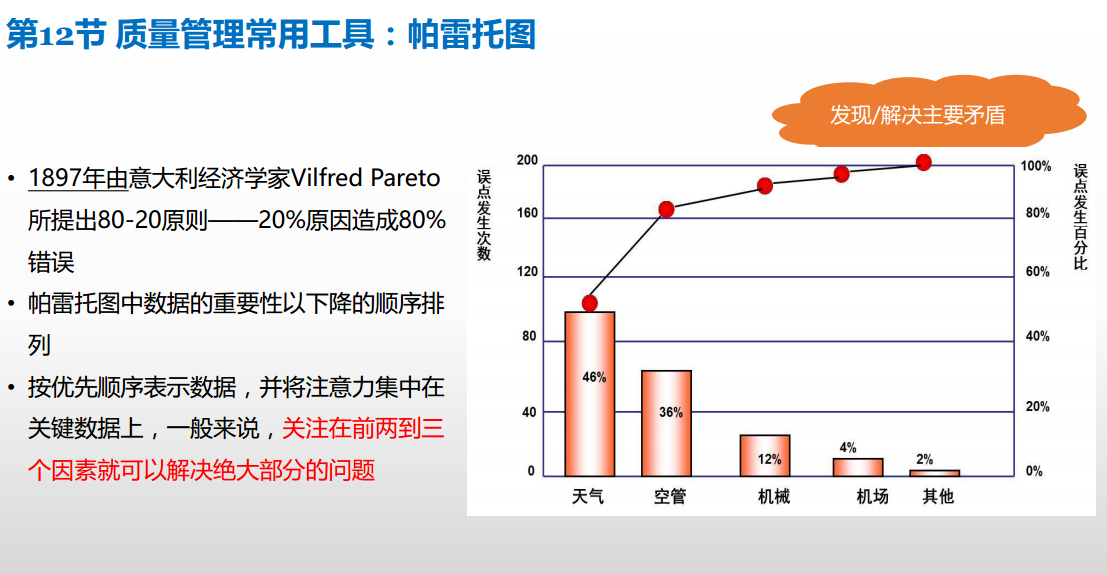 第12节 质量管理常用工具：帕雷托图
发现/解决主要矛盾
• 1897年由意大利经济学家Vilfred Pareto
所提出80-20原则——20%原因造成80%
错误
• 帕雷托图中数据的重要性以下降的顺序排
列
• 按优先顺序表示数据，并将注意力集中在
关键数据上，一般来说，关注在前两到三
个因素就可以解决绝大部分的问题
误点发生次数
200
160
120
80
40
0
46%
36%
12%
4%
2%
天气
空管
机械
机场
其他
100%
80%
60%
40%
20%
0%
误点发生百分比